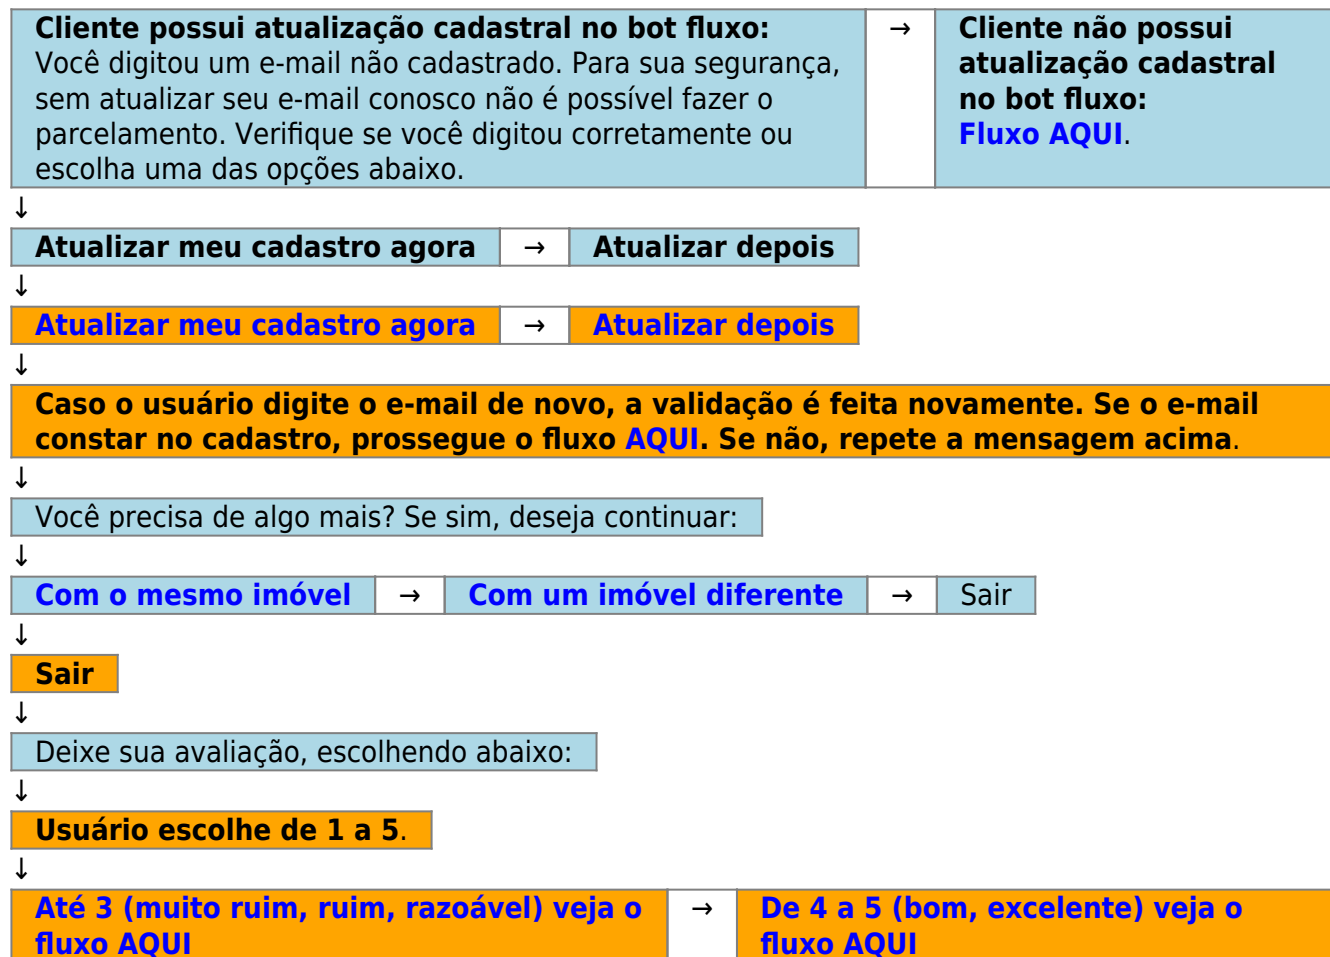 Cliente possui atualização cadastral no bot fluxo:
Você digitou um e-mail não cadastrado. Para sua segurança,
sem atualizar seu e-mail conosco não é possível fazer o
parcelamento. Verifique se você digitou corretamente ou
escolha uma das opções abaixo.
→
Cliente não possui
atualização cadastral
no bot fluxo:
Fluxo AQUI.
↓
Atualizar meu cadastro agora → Atualizar depois
↓
Atualizar meu cadastro agora → Atualizar depois
↓
Caso o usuário digite o e-mail de novo, a validação é feita novamente. Se o e-mail
constar no cadastro, prossegue o fluxo AQUI. Se não, repete a mensagem acima.
↓
Você precisa de algo mais? Se sim, deseja continuar:
↓
Com o mesmo imóvel → Com um imóvel diferente → Sair
↓
Sair
↓
Deixe sua avaliação, escolhendo abaixo:
↓
Usuário escolhe de 1 a 5.
↓
Até 3 (muito ruim, ruim, razoável) veja o
fluxo AQUI
→
De 4 a 5 (bom, excelente) veja o
fluxo AQUI